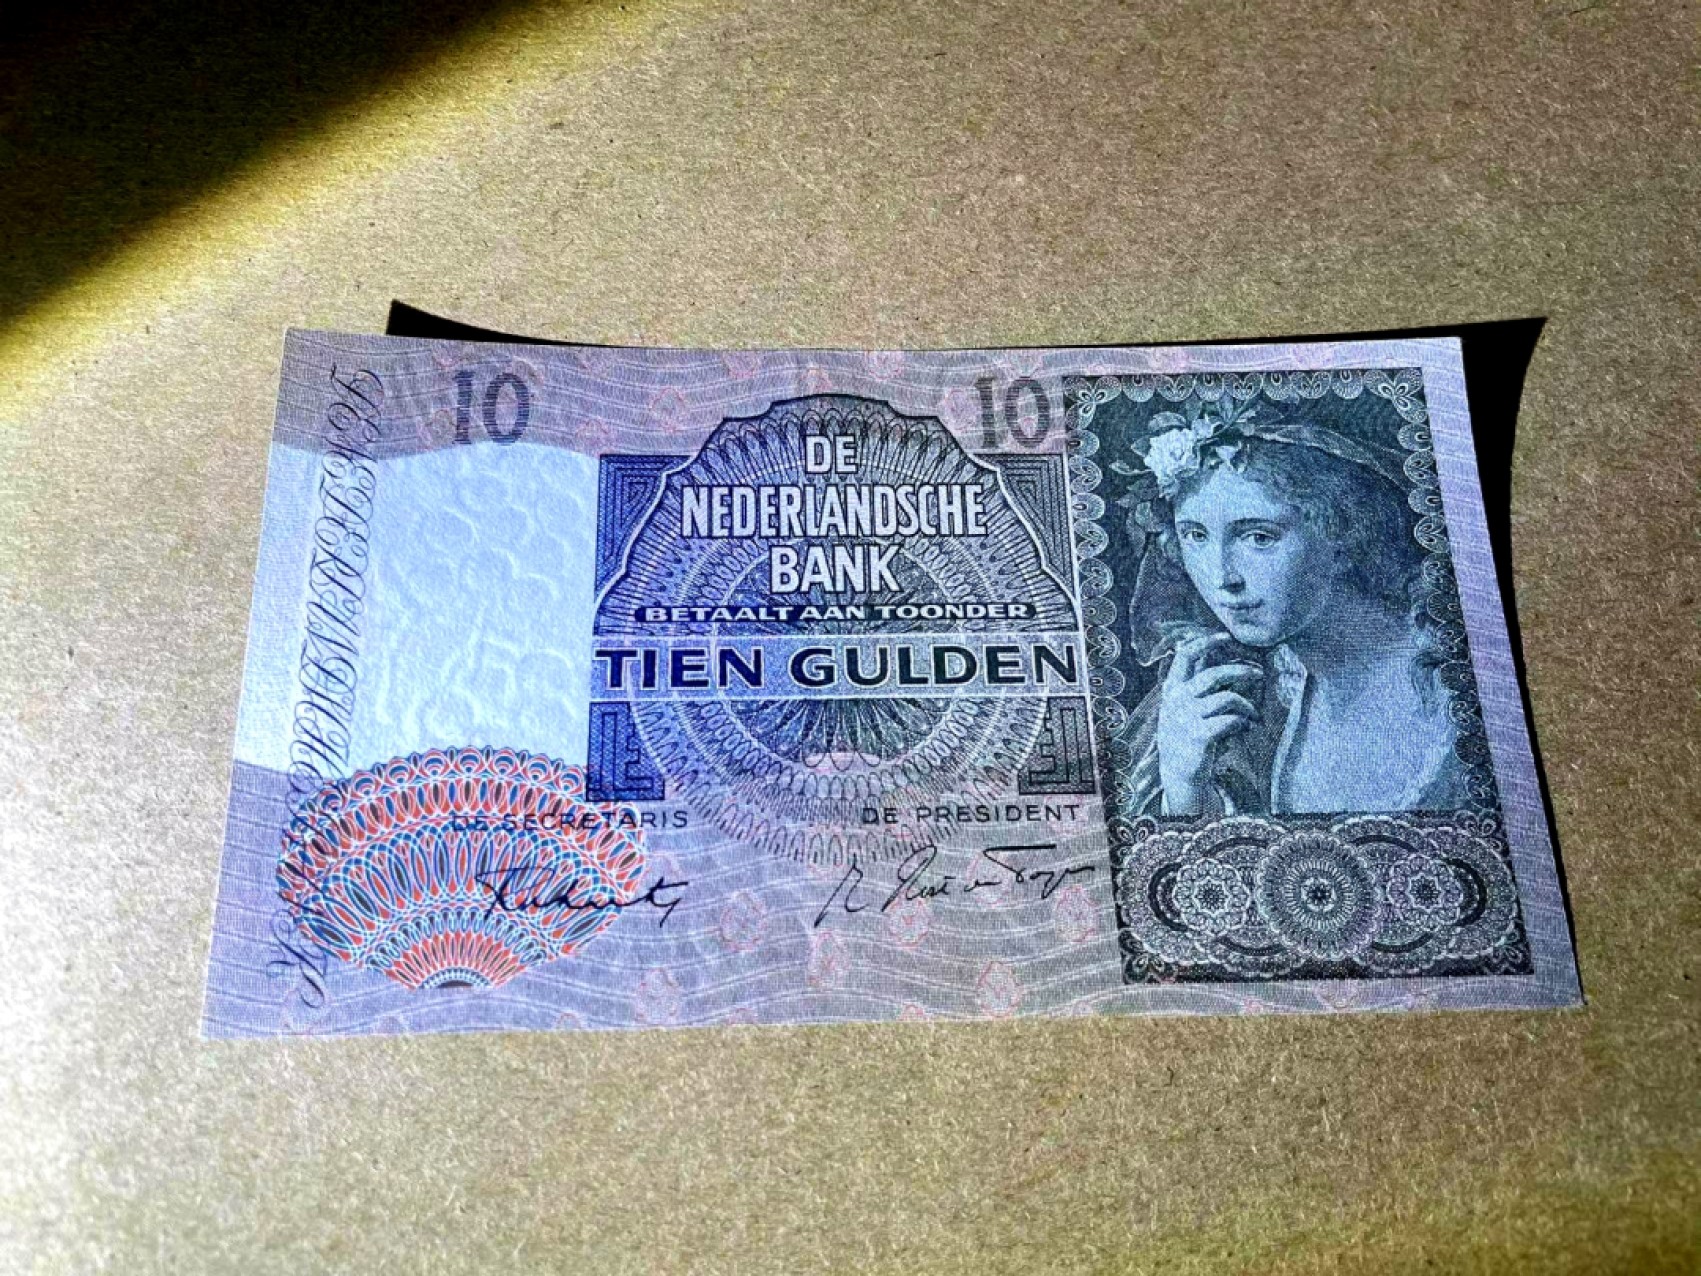 10
10
DE
NEDERLANDSCHE
BANK
BETAALT AAN TOONDER
TIEN GULDEN
DE SECRETARIS
DE PRESIDENT